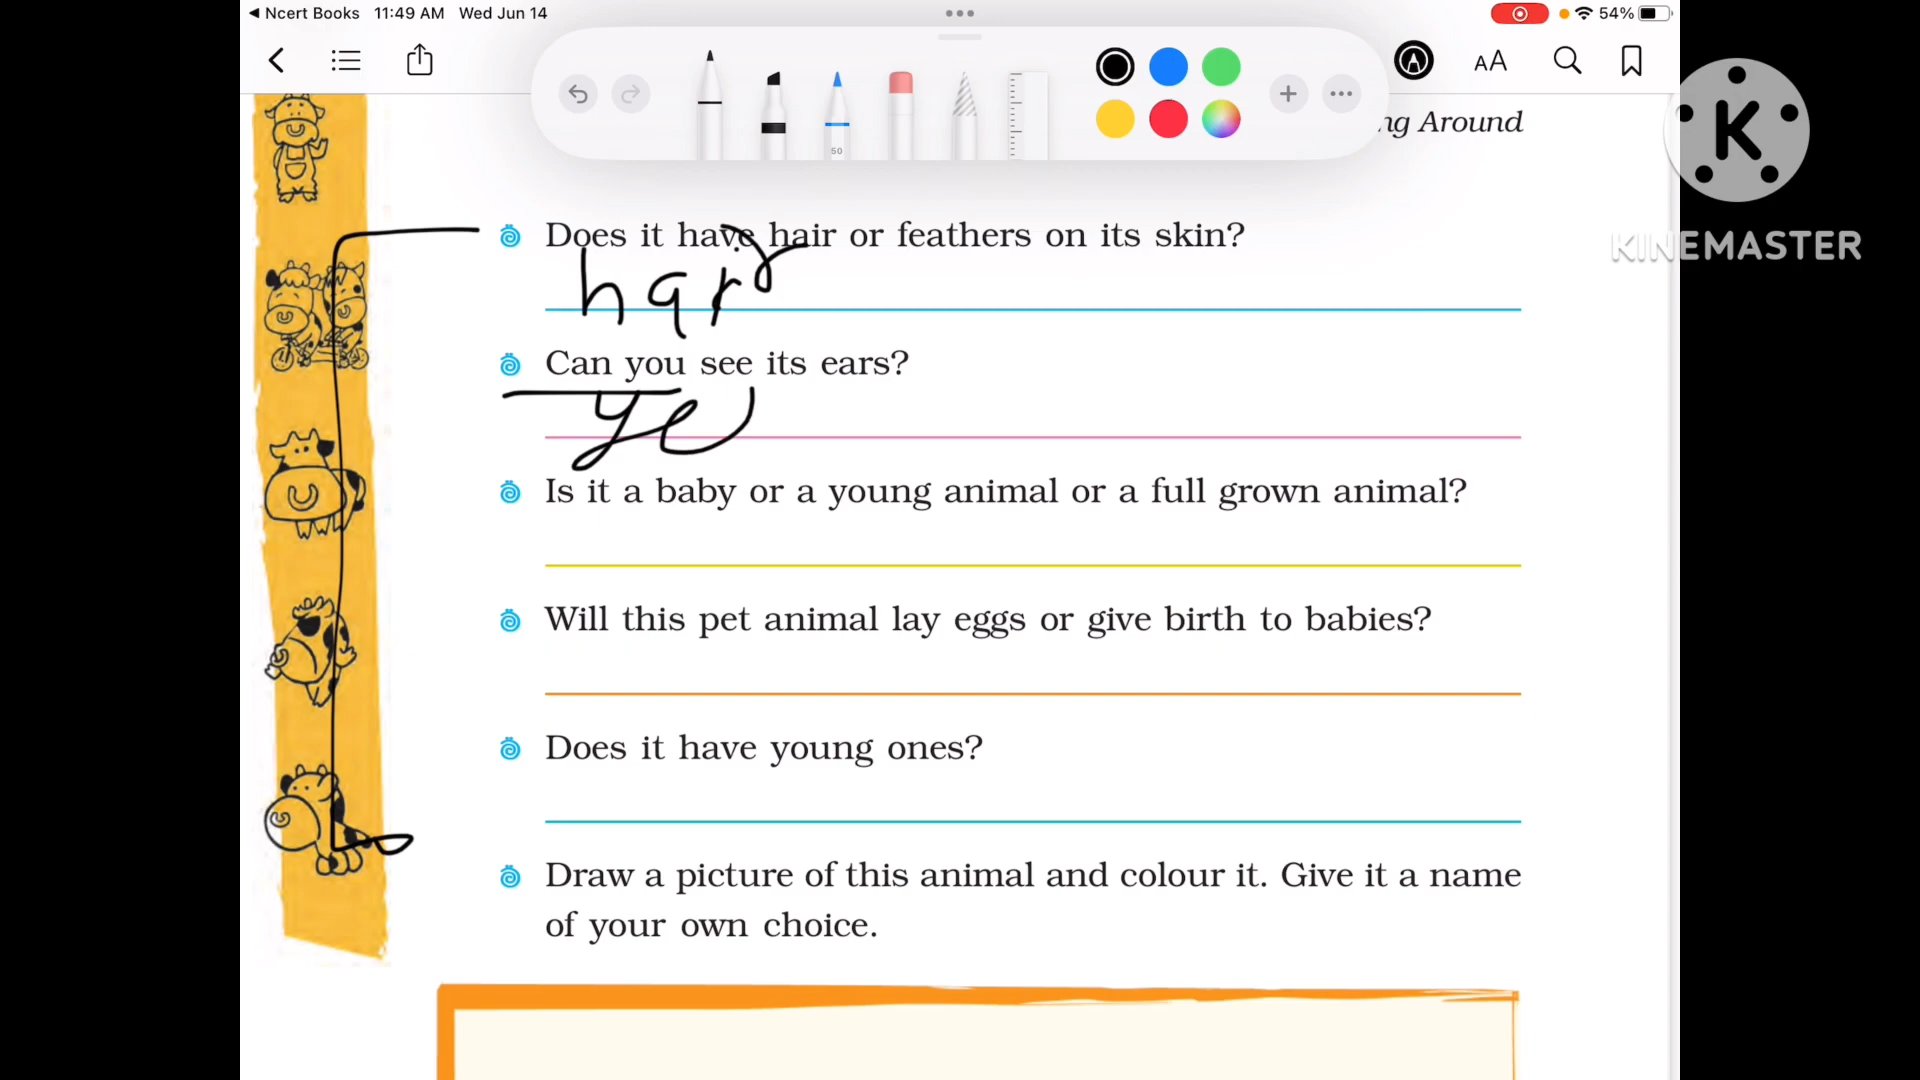 Ncert Books 11:49 AM Wed Jun 14 54%
AA
50
ng Around
K
KINEMASTER
Does it have hair or feathers on its skin?
Can you see its ears?
Is it a baby or a young animal or a full grown animal?
Will this pet animal lay eggs or give birth to babies?
Does it have young ones?
Draw a picture of this animal and colour it. Give it a name
of your own choice.